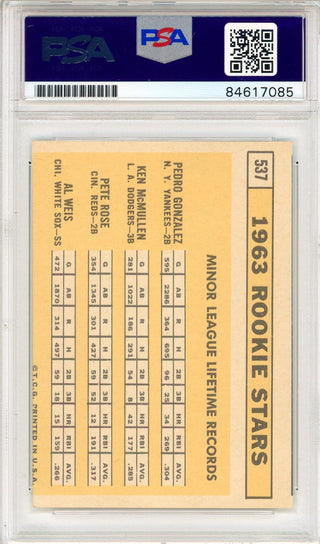 PSA
PSA
84617085
537
1963 ROOKIE STARS
MINOR LEAGUE LIFETIME RECORDS
PEDRO GONZALEZ
N. Y. YANKEES-2B
G AB R H 2B 3B HR RBI AVG.
595 2286 364 695 96 25 34 269 .304
KEN McMULLEN
L. A. DODGERS-3B
G AB R H 2B 3B HR RBI AVG.
281 1022 186 291 54 8 42 177 .285
PETE ROSE
CIN. REDS-2B
G AB R H 2B 3B HR RBI AVG.
354 1345 301 427 59 52 12 191 .317
AL WEIS
CHI. WHITE SOX-SS
G AB R H 2B 3B HR RBI AVG.
472 1870 314 497 59 18 15 159 .266
© T.C.G. PRINTED IN U.S.A.